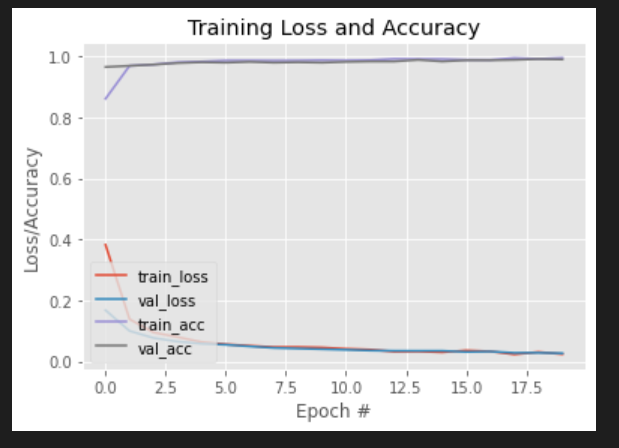 Training Loss and Accuracy
Loss/Accuracy
1.0
0.8
0.6
0.4
0.2
0.0
train_loss
val_loss
train_acc
val_acc
0.0 2.5 5.0 7.5 10.0 12.5 15.0 17.5
Epoch #